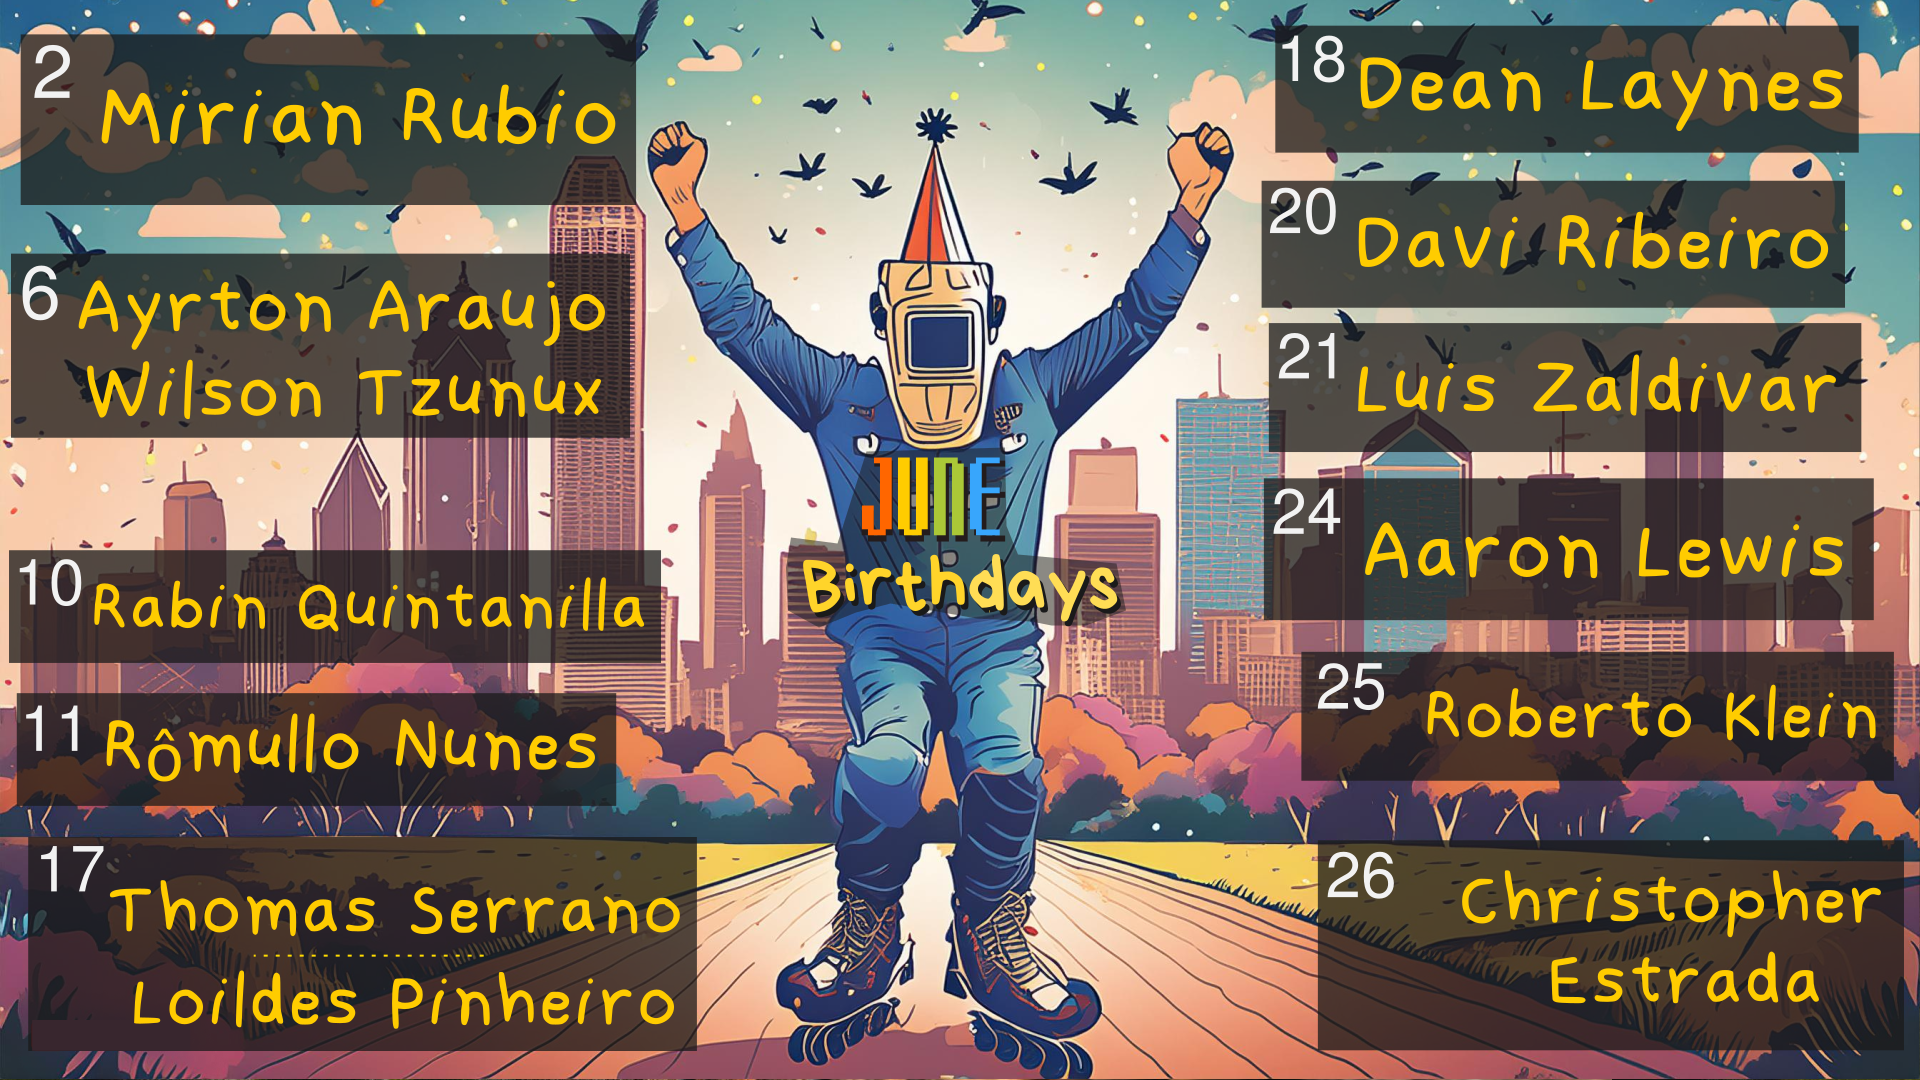 2
Mirian Rubio
6
Ayrton Araujo
Wilson Tzunux
10
Rabin Quintanilla
11
Rômullo Nunes
17
Thomas Serrano
Loildes Pinheiro
JUNE
Birthdays
18
Dean Laynes
20
Davi Ribeiro
21
Luis Zaldivar
24
Aaron Lewis
25
Roberto Klein
26
Christopher
Estrada